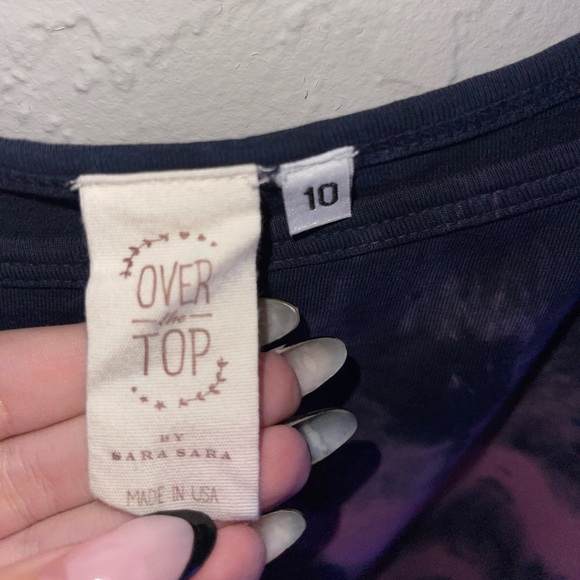 OVER
the
TOP
BY
SARA SARA
MADE IN USA
10